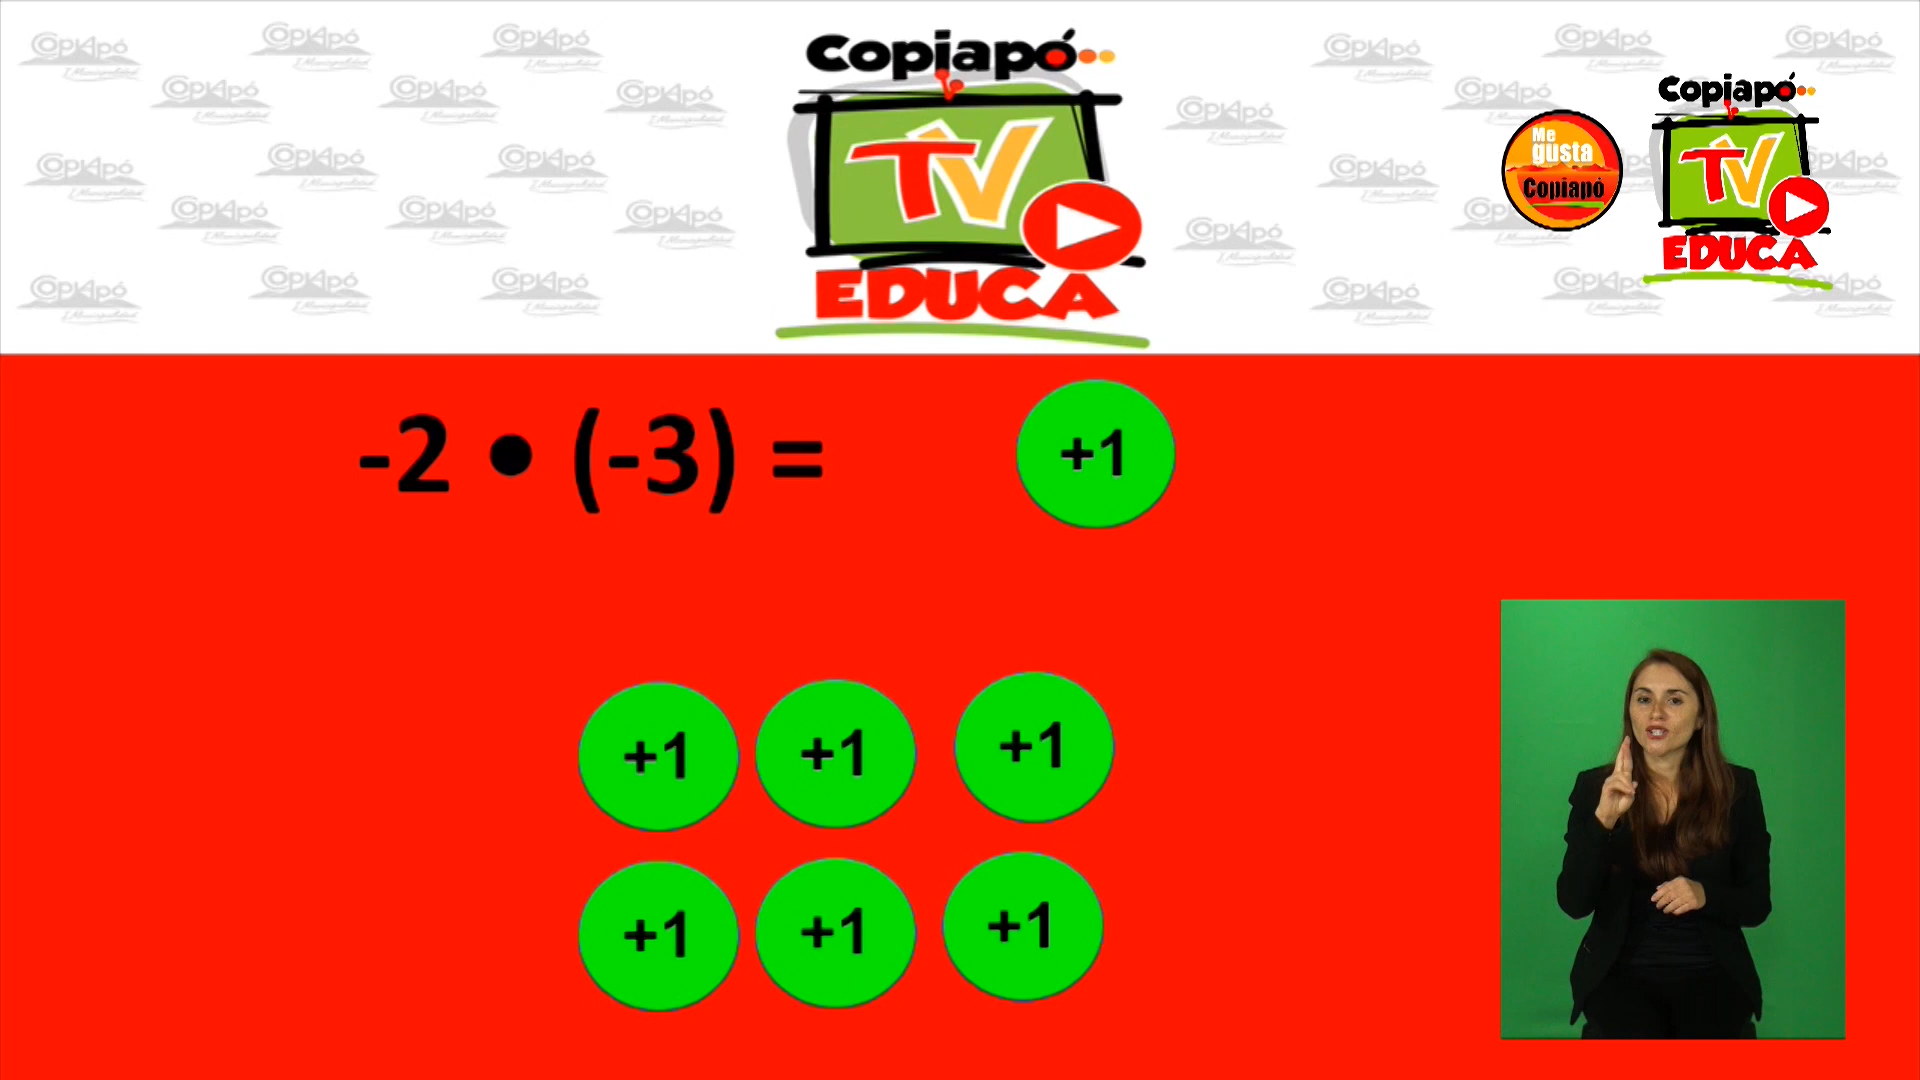 Copiapó
TV
EDUCA
Me
gusta
Copiapó
Copiapó
TV
EDUCA
-2 • (-3) =
+1
+1 +1 +1
+1 +1 +1